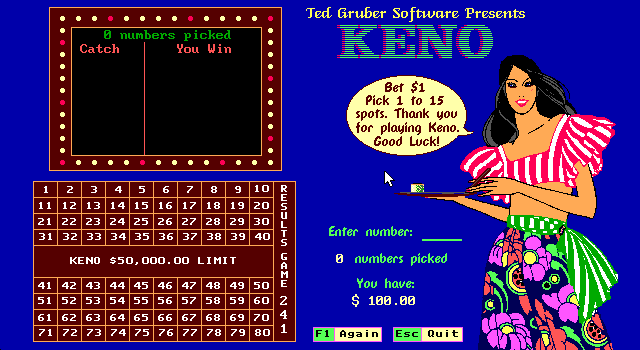 Ted Gruber Software Presents
KENO
0 numbers picked
Catch You Win
Bet $1
Pick 1 to 15
spots. Thank you
for playing Keno.
Good Luck!
1 2 3 4 5 6 7 8 9 10
11 12 13 14 15 16 17 18 19 20
21 22 23 24 25 26 27 28 29 30
31 32 33 34 35 36 37 38 39 40
KENO $50,000.00 LIMIT
41 42 43 44 45 46 47 48 49 50
51 52 53 54 55 56 57 58 59 60
61 62 63 64 65 66 67 68 69 70
71 72 73 74 75 76 77 78 79 80
RESULTS GAME 241
Enter number:
0 numbers picked
You have:
$ 100.00
F1 Again Esc Quit